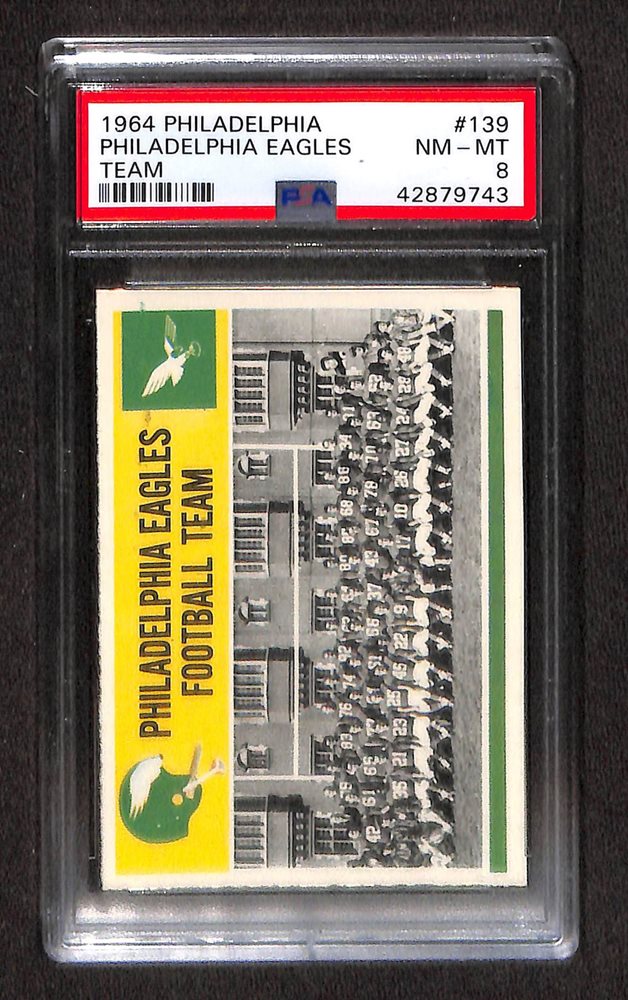 1964 PHILADELPHIA #139
PHILADELPHIA EAGLES NM-MT
TEAM 8
PSA 42879743
PHILADELPHIA EAGLES
FOOTBALL TEAM